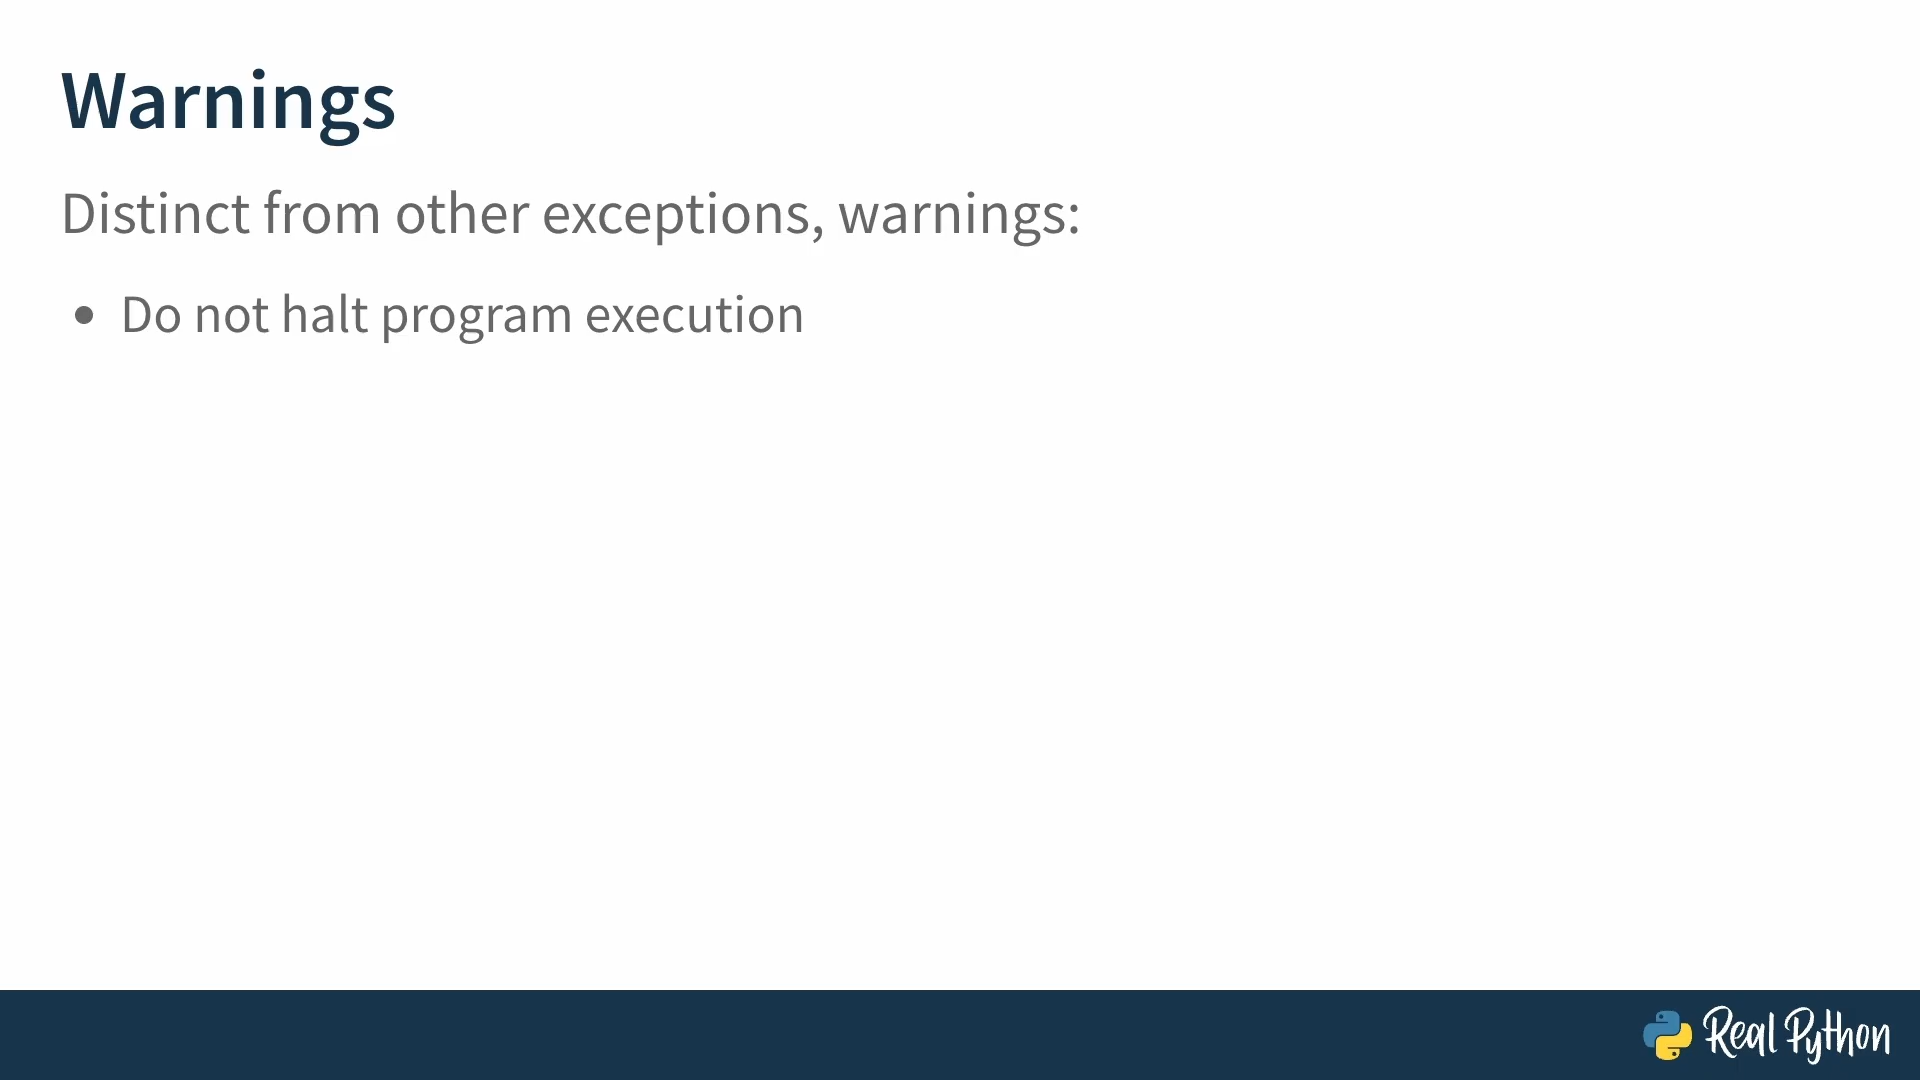 Warnings
Distinct from other exceptions, warnings:
• Do not halt program execution
Real Python